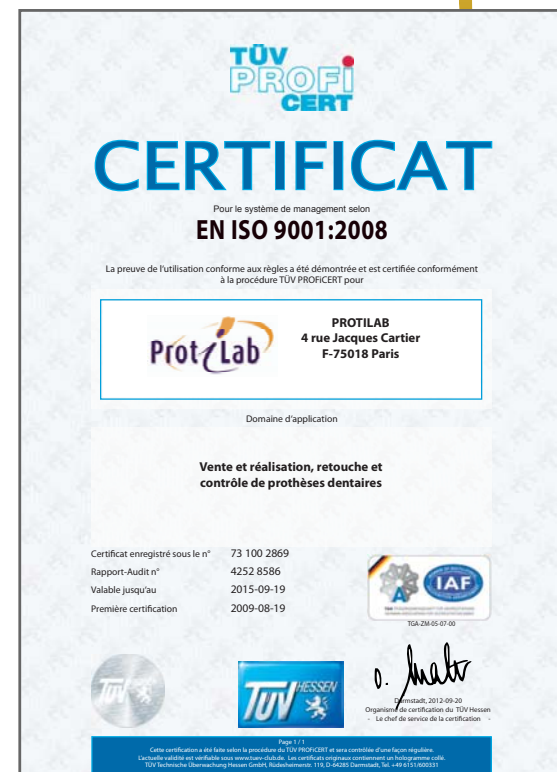 TÜV
PROFi
CERT
CERTIFICAT
Pour le système de management selon
EN ISO 9001:2008
La preuve de l'utilisation conforme aux règles a été démontrée et est certifiée conformément
à la procédure TÜV PROFiCERT pour
ProtiLab
PROTILAB
4 rue Jacques Cartier
F-75018 Paris
Domaine d'application
Vente et réalisation, retouche et
contrôle de prothèses dentaires
Certificat enregistré sous le n° 73 100 2869
Rapport-Audit n° 4252 8586
Valable jusqu'au 2015-09-19
Première certification 2009-08-19
A
IAF
TGA-ZM-05-07-00
TÜV
TÜV HESSEN
Darmstadt, 2012-09-20
Organisme de certification du TÜV Hessen
- Le chef de service de la certification -
Page 1 / 1
Cette certification a été faite selon la procédure du TÜV PROFiCERT et sera contrôlée d'une façon régulière.
L'actuelle validité est vérifiable sous www.tuev-club.de. Les certificats originaux contiennent un hologramme collé.
TÜV Technische Überwachung Hessen GmbH, Rüdesheimerstr. 119, D-64285 Darmstadt, Tel. +49 6151/600331